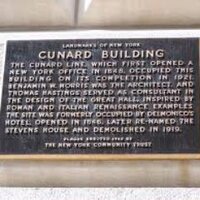 LANDMARKS OF NEW YORK
CUNARD BUILDING
THE CUNARD LINE, WHICH FIRST OPENED A
NEW YORK OFFICE IN 1848, OCCUPIED THIS
BUILDING ON ITS COMPLETION IN 1921.
BENJAMIN W. MORRIS WAS THE ARCHITECT, AND
THOMAS HASTINGS SERVED AS CONSULTANT IN
THE DESIGN OF THE GREAT HALL, INSPIRED BY
ROMAN AND ITALIAN RENAISSANCE EXAMPLES.
THE SITE WAS FORMERLY OCCUPIED BY DELMONICO'S
HOTEL, OPENED IN 1846, LATER RE-NAMED THE
STEVENS HOUSE AND DEMOLISHED IN 1919.
PLAQUE ERECTED BY
THE NEW YORK COMMUNITY TRUST